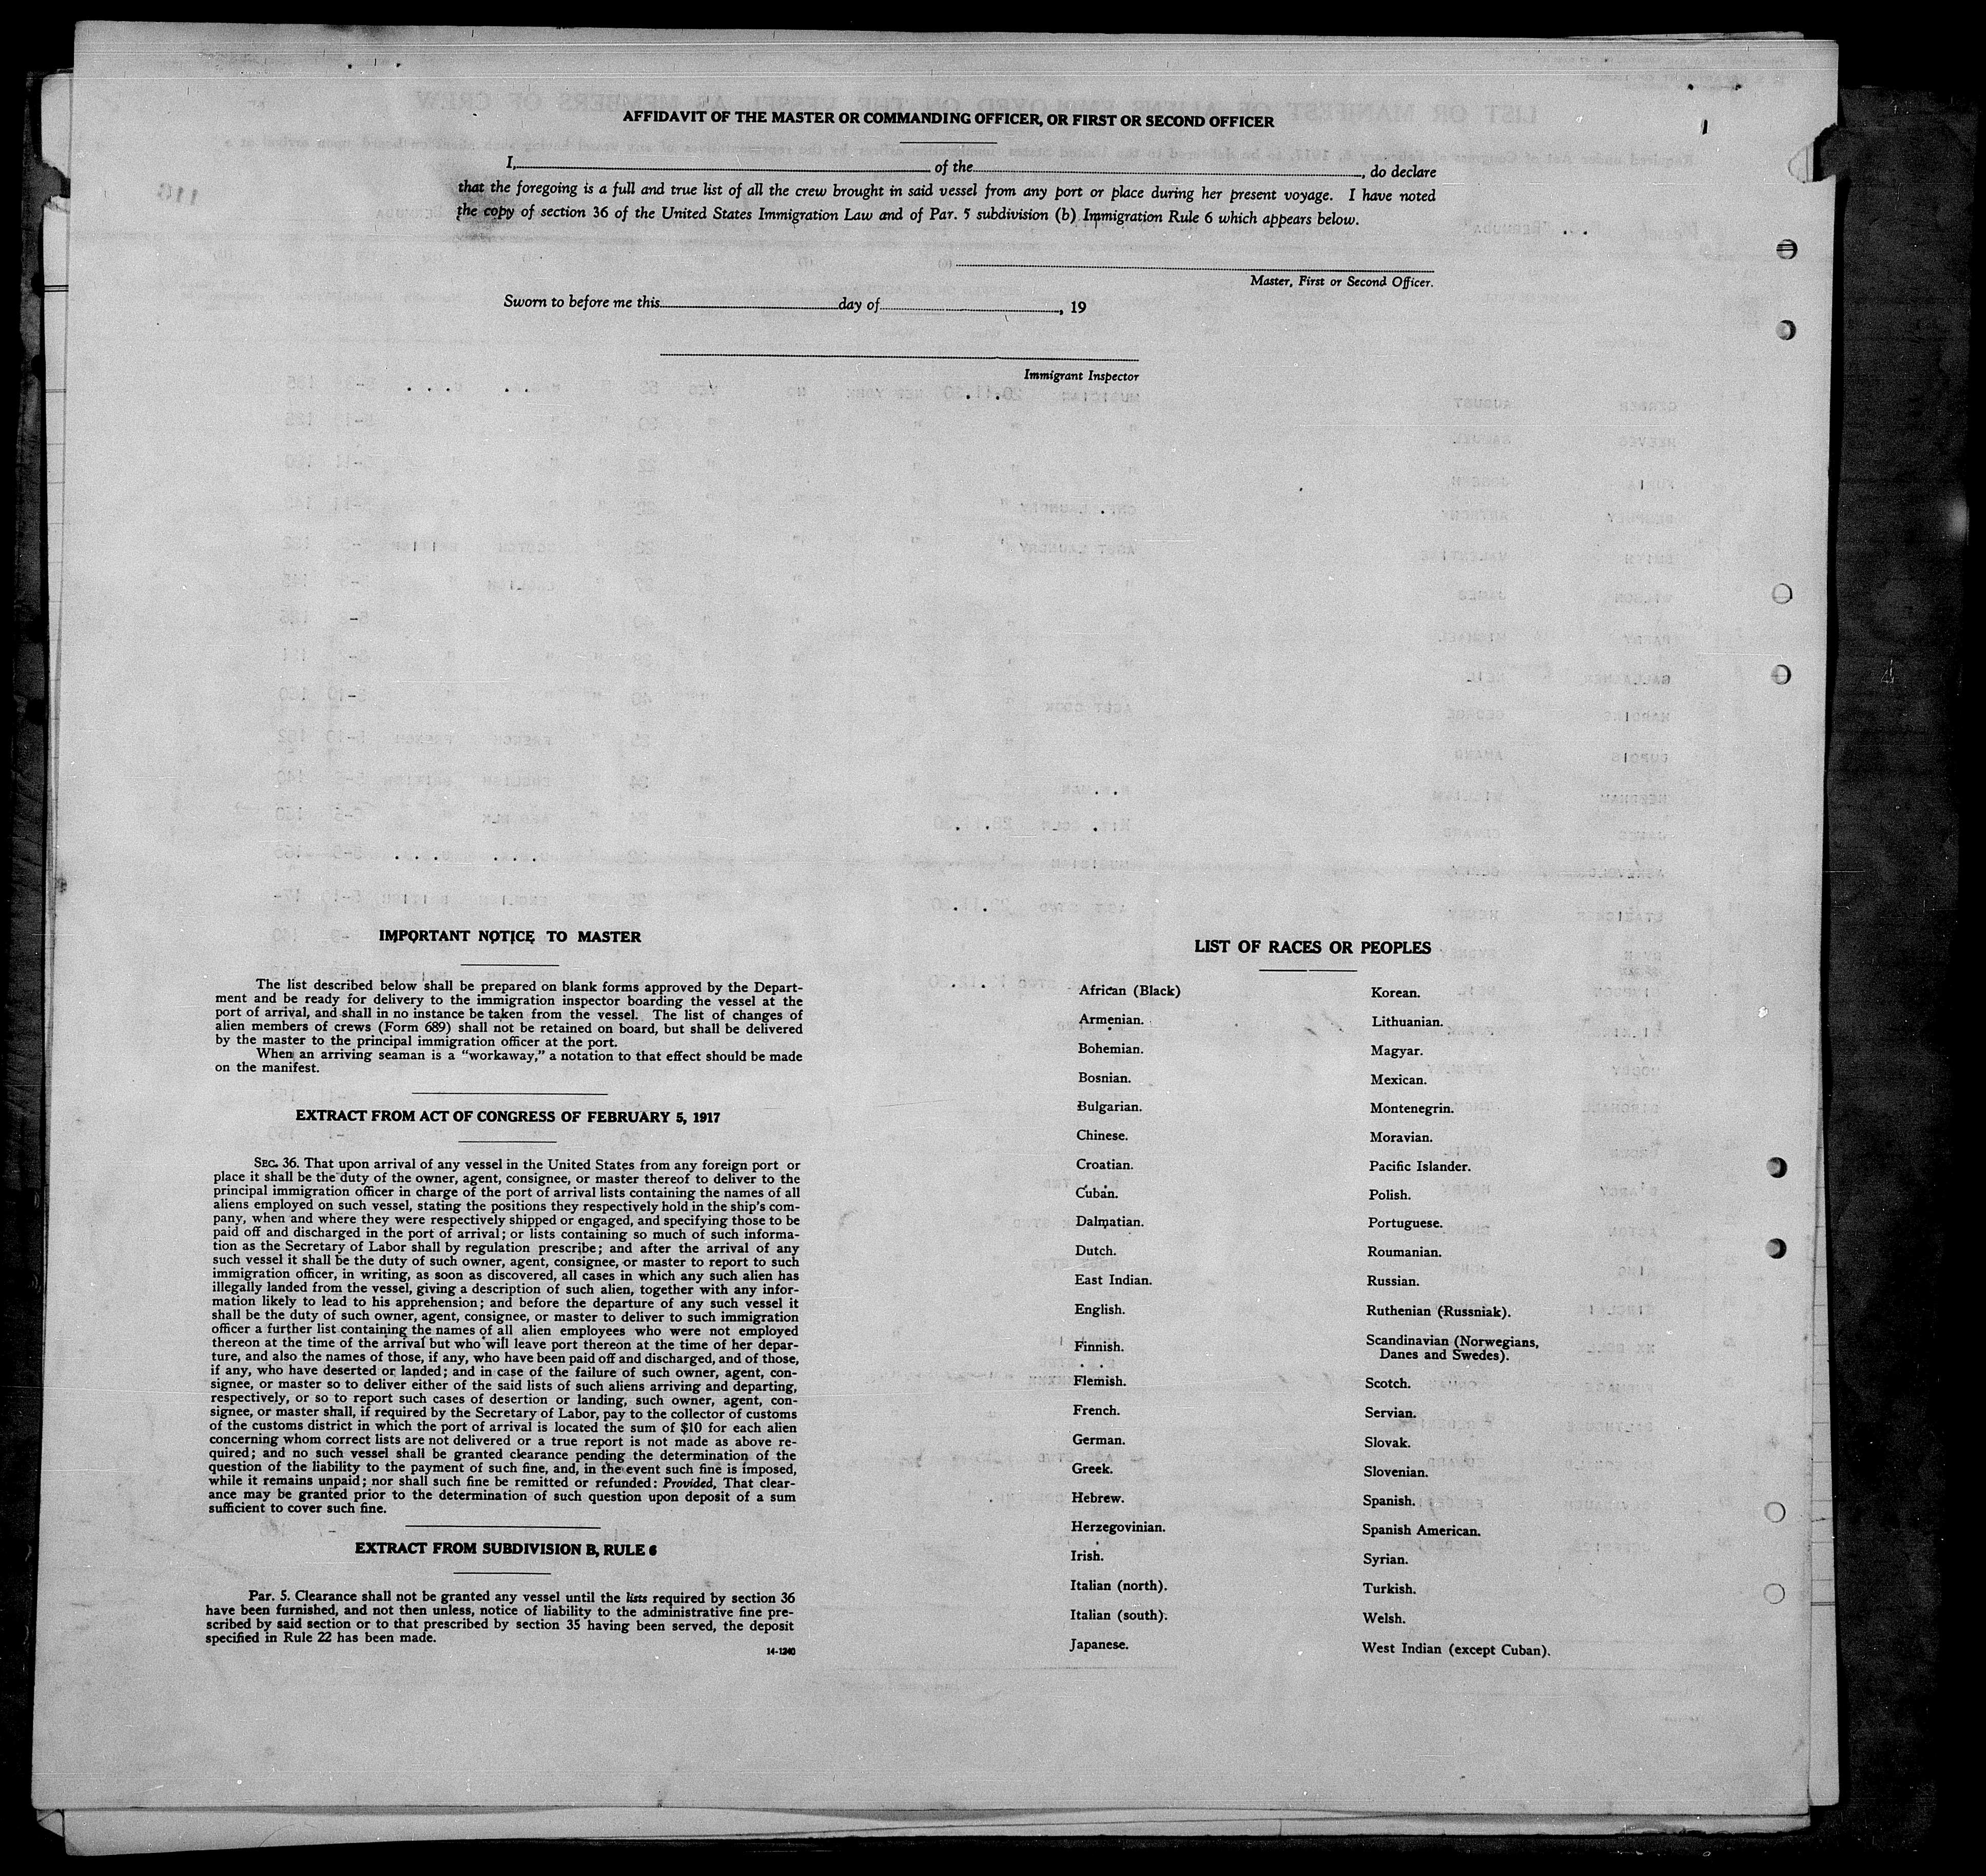 AFFIDAVIT OF THE MASTER OR COMMANDING OFFICER, OR FIRST OR SECOND OFFICER
I, of the , do declare
that the foregoing is a full and true list of all the crew brought in said vessel from any port or place during her present voyage. I have noted
the copy of section 36 of the United States Immigration Law and of Par. 5 subdivision (b) Immigration Rule 6 which appears below.
Master, First or Second Officer.
Sworn to before me this day of , 19
Immigrant Inspector
IMPORTANT NOTICE TO MASTER
The list described below shall be prepared on blank forms approved by the Depart-
ment and be ready for delivery to the immigration inspector boarding the vessel at the
port of arrival, and shall in no instance be taken from the vessel. The list of changes of
alien members of crews (Form 689) shall not be retained on board, but shall be delivered
by the master to the principal immigration officer at the port.
When an arriving seaman is a “workaway,” a notation to that effect should be made
on the manifest.
EXTRACT FROM ACT OF CONGRESS OF FEBRUARY 5, 1917
SEC. 36. That upon arrival of any vessel in the United States from any foreign port or
place it shall be the duty of the owner, agent, consignee, or master thereof to deliver to the
principal immigration officer in charge of the port of arrival lists containing the names of all
aliens employed on such vessel, stating the positions they respectively hold in the ship's com-
pany, when and where they were respectively shipped or engaged, and specifying those to be
paid off and discharged in the port of arrival; or lists containing so much of such informa-
tion as the Secretary of Labor shall by regulation prescribe; and after the arrival of any
such vessel it shall be the duty of such owner, agent, consignee, or master to report to such
immigration officer, in writing, as soon as discovered, all cases in which any such alien has
illegally landed from the vessel, giving a description of such alien, together with any infor-
mation likely to lead to his apprehension; and before the departure of any such vessel it
shall be the duty of such owner, agent, consignee, or master to deliver to such immigration
officer a further list containing the names of all alien employees who were not employed
thereon at the time of the arrival but who will leave port thereon at the time of her depar-
ture, and also the names of those, if any, who have been paid off and discharged, and of those,
if any, who have deserted or landed; and in case of the failure of such owner, agent, con-
signee, or master so to deliver either of the said lists of such aliens arriving and departing,
respectively, or so to report such cases of desertion or landing, such owner, agent, con-
signee, or master shall, if required by the Secretary of Labor, pay to the collector of customs
of the customs district in which the port of arrival is located the sum of $10 for each alien
concerning whom correct lists are not delivered or a true report is not made as above re-
quired; and no such vessel shall be granted clearance pending the determination of the
question of the liability to the payment of such fine, and, in the event such fine is imposed,
while it remains unpaid; nor shall such fine be remitted or refunded: Provided, That clear-
ance may be granted prior to the determination of such question upon deposit of a sum
sufficient to cover such fine.
EXTRACT FROM SUBDIVISION B, RULE 6
Par. 5. Clearance shall not be granted any vessel until the lists required by section 36
have been furnished, and not then unless, notice of liability to the administrative fine pre-
scribed by said section or to that prescribed by section 35 having been served, the deposit
specified in Rule 22 has been made.
14-1240
LIST OF RACES OR PEOPLES
African (Black)
Armenian.
Bohemian.
Bosnian.
Bulgarian.
Chinese.
Croatian.
Cuban.
Dalmatian.
Dutch.
East Indian.
English.
Finnish.
Flemish.
French.
German.
Greek.
Hebrew.
Herzegovinian.
Irish.
Italian (north).
Italian (south).
Japanese.
Korean.
Lithuanian.
Magyar.
Mexican.
Montenegrin.
Moravian.
Pacific Islander.
Polish.
Portuguese.
Roumanian.
Russian.
Ruthenian (Russniak).
Scandinavian (Norwegians,
Danes and Swedes).
Scotch.
Servian.
Slovak.
Slovenian.
Spanish.
Spanish American.
Syrian.
Turkish.
Welsh.
West Indian (except Cuban).